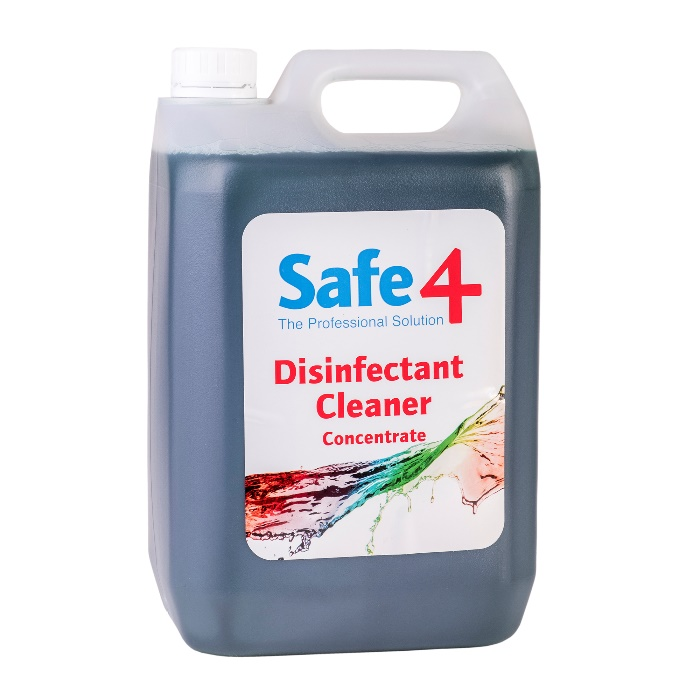 Safe4
The Professional Solution
Disinfectant
Cleaner
Concentrate